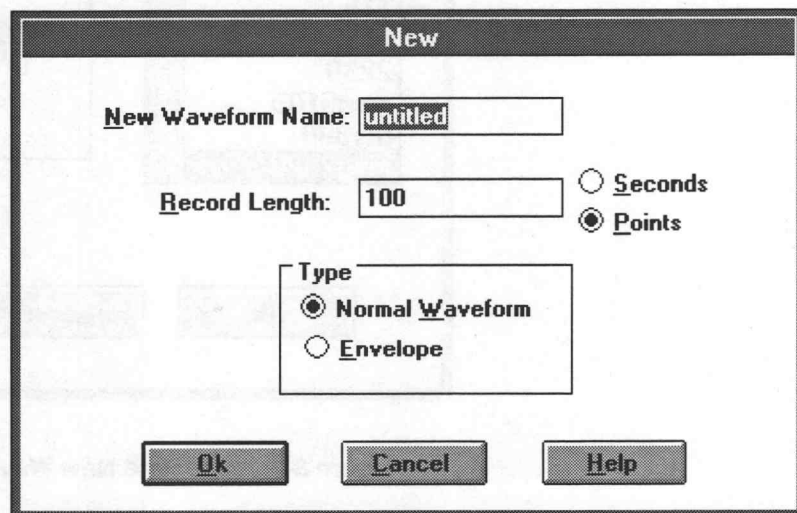 New
New Waveform Name: untitled
Record Length: 100
Seconds
Points
Type
Normal Waveform
Envelope
Ok
Cancel
Help